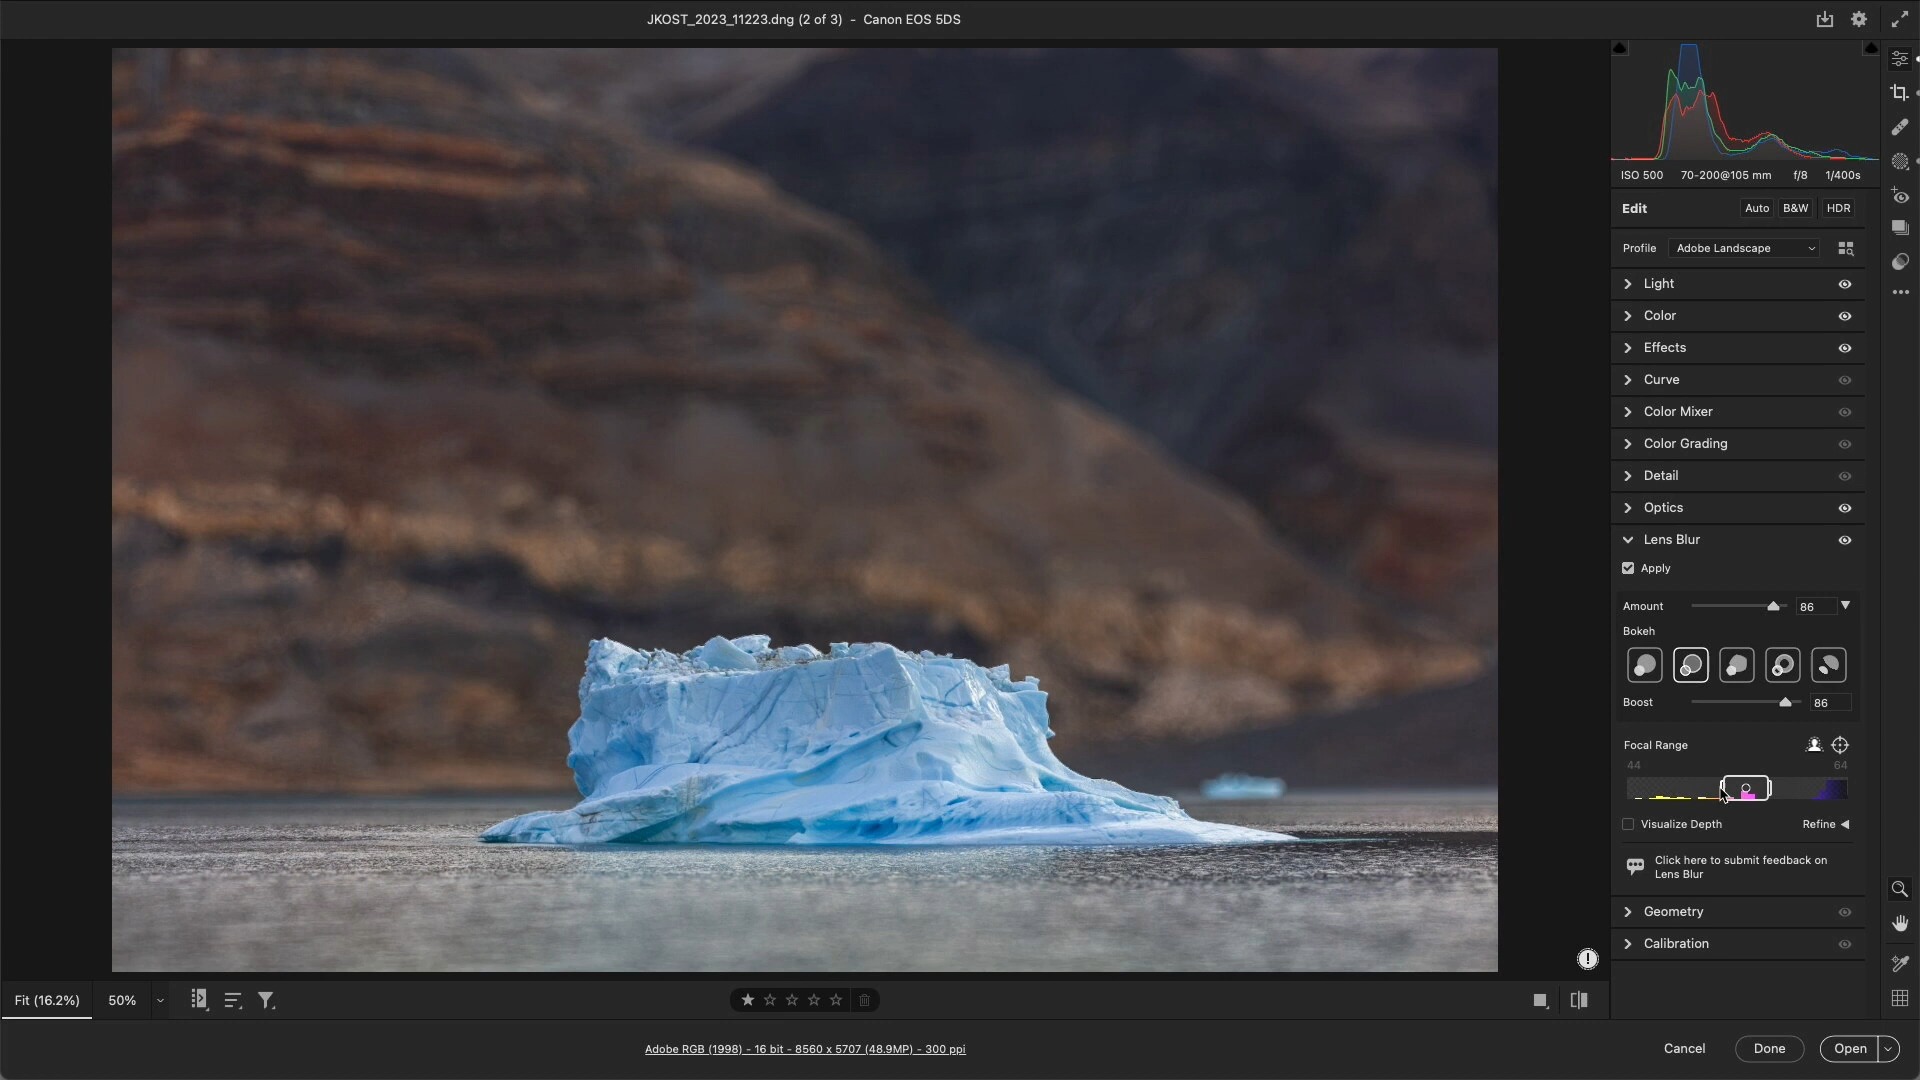 JKOST_2023_11223.dng (2 of 3)  -  Canon EOS 5DS
ISO 500 70-200@105 mm f/8 1/400s
Edit Auto B&W HDR
Profile Adobe Landscape
Light
Color
Effects
Curve
Color Mixer
Color Grading
Detail
Optics
Lens Blur
Apply
Amount 86
Bokeh
Boost 86
Focal Range
44 64
Visualize Depth Refine
Click here to submit feedback on
Lens Blur
Geometry
Calibration
Fit (16.2%) 50%
Adobe RGB (1998) - 16 bit - 8560 x 5707 (48.9MP) - 300 ppi
Cancel Done Open